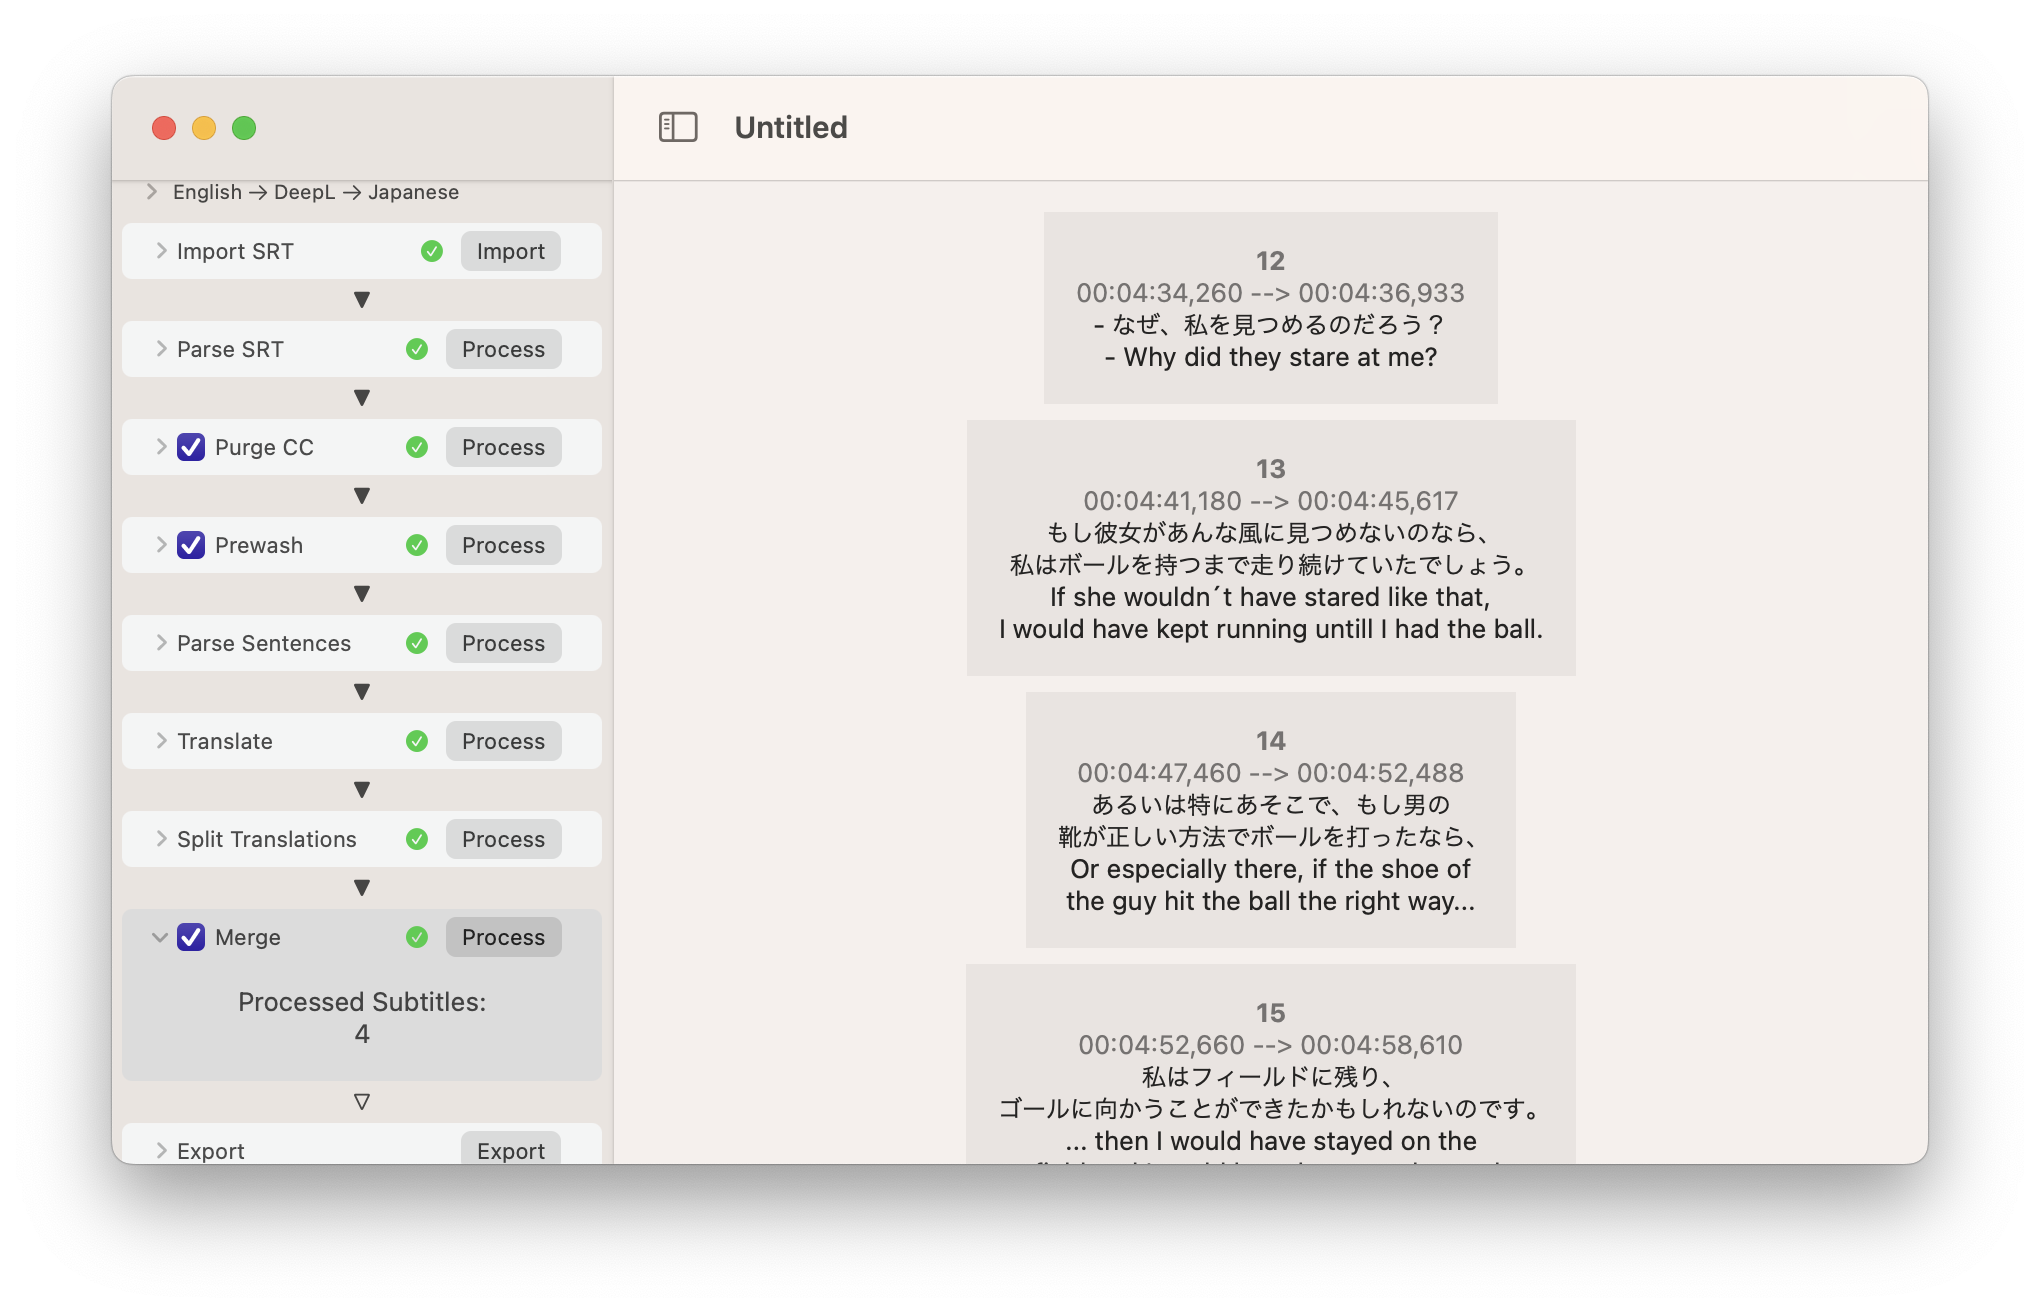 Untitled
English → DeepL → Japanese
Import SRT
Import
Parse SRT
Process
Purge CC
Process
Prewash
Process
Parse Sentences
Process
Translate
Process
Split Translations
Process
Merge
Process
Processed Subtitles:
4
Export
Export
12
00:04:34,260 --> 00:04:36,933
- なぜ、私を見つめるのだろう？
- Why did they stare at me?
13
00:04:41,180 --> 00:04:45,617
もし彼女があんな風に見つめないのなら、
私はボールを持つまで走り続けていたでしょう。
If she wouldn´t have stared like that,
I would have kept running untill I had the ball.
14
00:04:47,460 --> 00:04:52,488
あるいは特にあそこで、もし男の
靴が正しい方法でボールを打ったなら、
Or especially there, if the shoe of
the guy hit the ball the right way...
15
00:04:52,660 --> 00:04:58,610
私はフィールドに残り、
ゴールに向かうことができたかもしれないのです。
... then I would have stayed on the